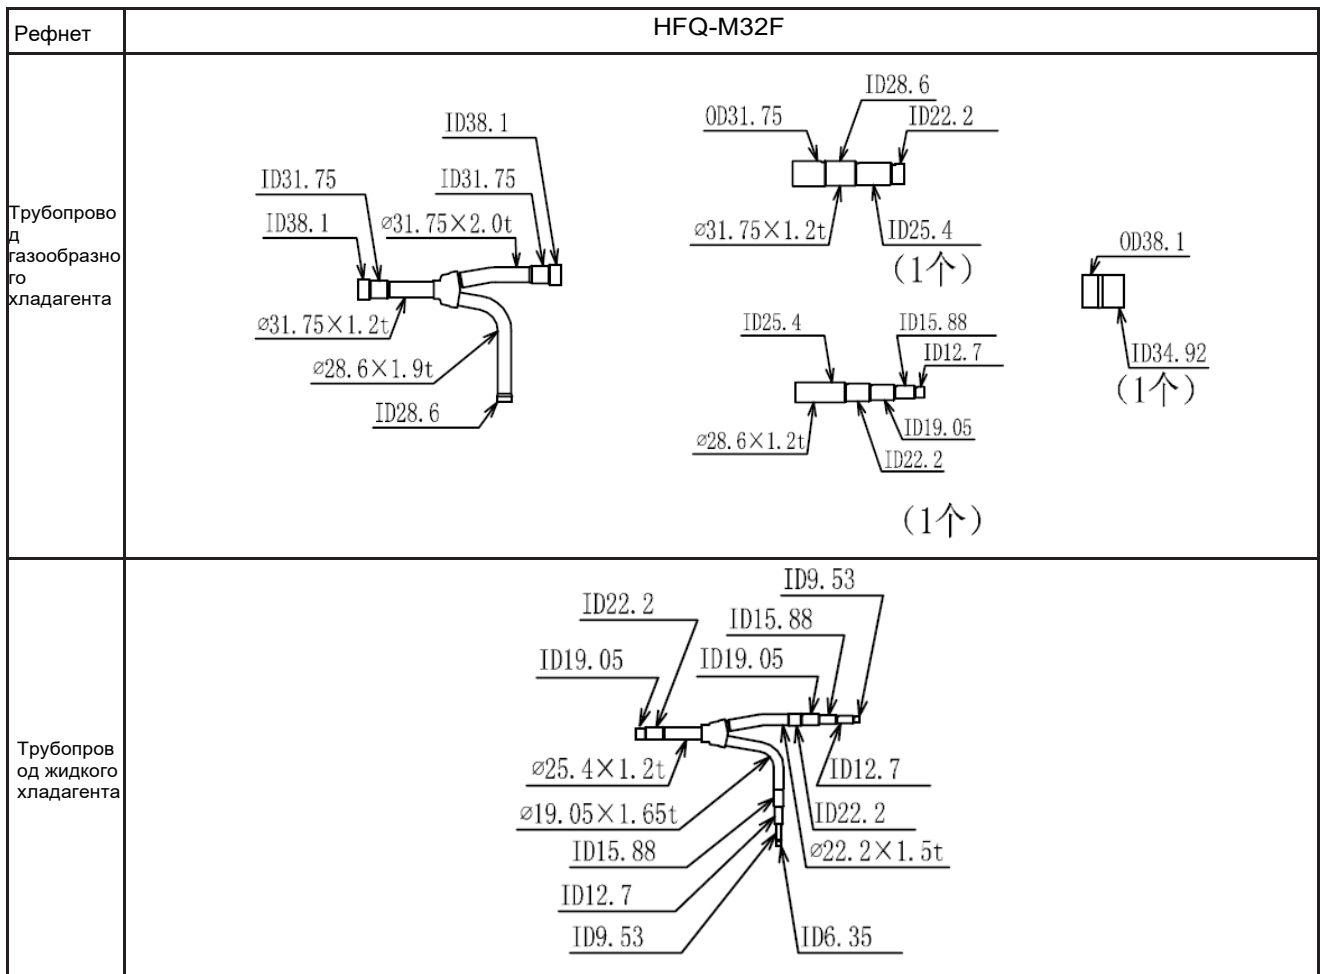 Рефнет
HFQ-M32F
Трубопрово
д
газообразно
го
хладагента
ID38.1
ID31.75
ID31.75
ID38.1
⌀31.75×2.0t
⌀31.75×1.2t
⌀28.6×1.9t
ID28.6
ID28.6
OD31.75
ID22.2
⌀31.75×1.2t
ID25.4
(1个)
OD38.1
ID34.92
(1个)
ID25.4
ID15.88
ID12.7
ID19.05
⌀28.6×1.2t
ID22.2
(1个)
Трубопров
од жидкого
хладагента
ID9.53
ID22.2
ID15.88
ID19.05
ID19.05
⌀25.4×1.2t
ID12.7
⌀19.05×1.65t
ID22.2
ID15.88
⌀22.2×1.5t
ID12.7
ID9.53
ID6.35